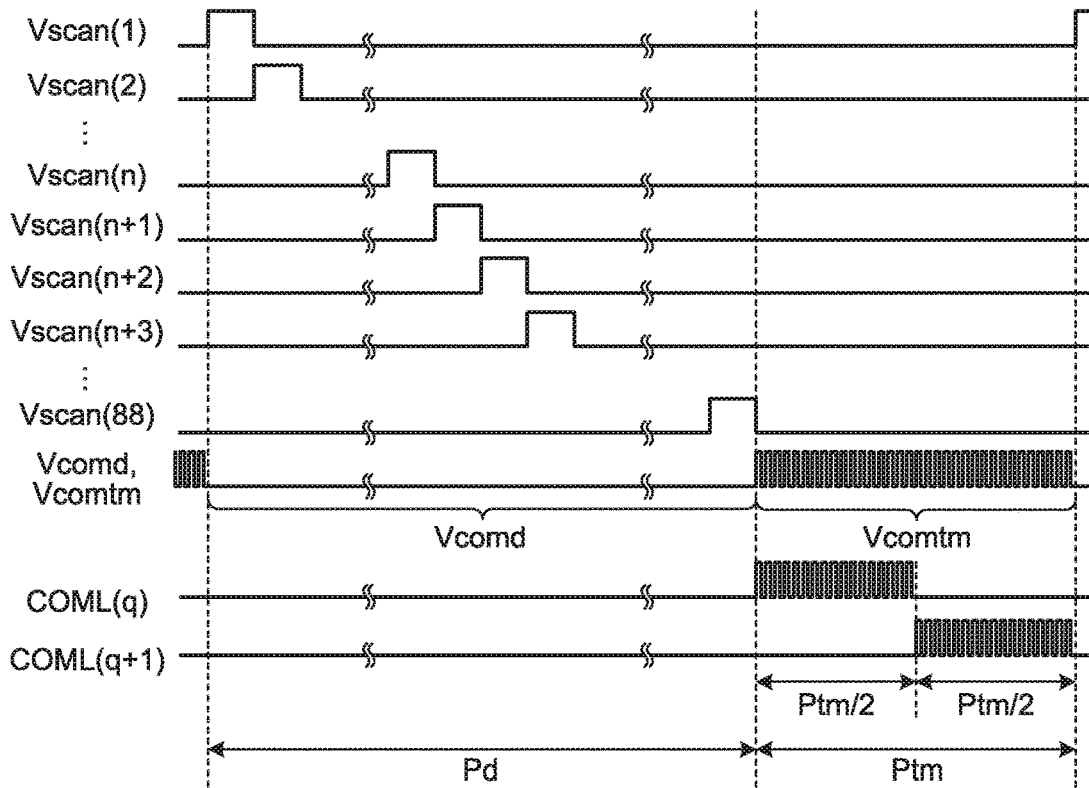 Vscan(1)
Vscan(2)
⋮
Vscan(n)
Vscan(n+1)
Vscan(n+2)
Vscan(n+3)
⋮
Vscan(88)
Vcomd,
Vcomtm
Vcomd
Vcomtm
COML(q)
COML(q+1)
Ptm/2
Ptm/2
Pd
Ptm